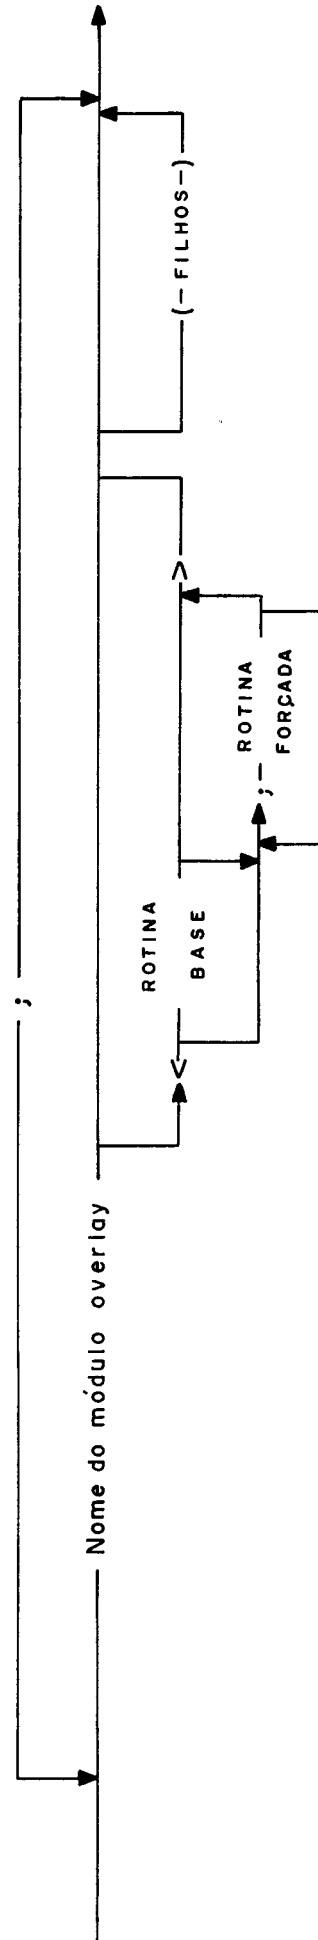 ;
Nome do módulo overlay
<
ROTINA
BASE
>
; — ROTINA
FORÇADA
(—FILHOS—)